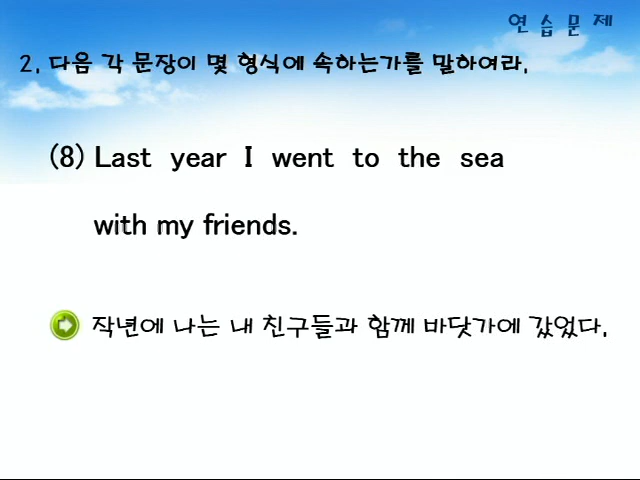 연 습 문 제
2. 다음 각 문장이 몇 형식에 속하는가를 말하여라.
(8) Last year I went to the sea
with my friends.
작년에 나는 내 친구들과 함께 바닷가에 갔었다.